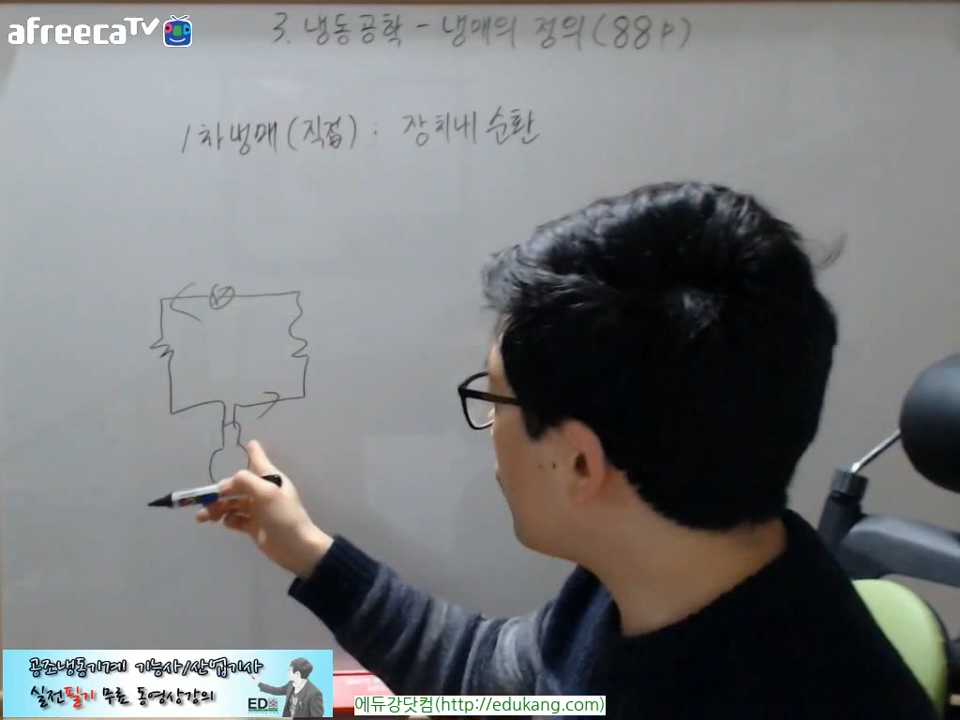 afreecaTV
3. 냉동공학 - 냉매의 정의(88p)
1차냉매(직접) : 장치내 순환
공조냉동기계 기능사/산업기사
실전필기 무료 동영상강의
ED
에듀강닷컴(http://edukang.com)